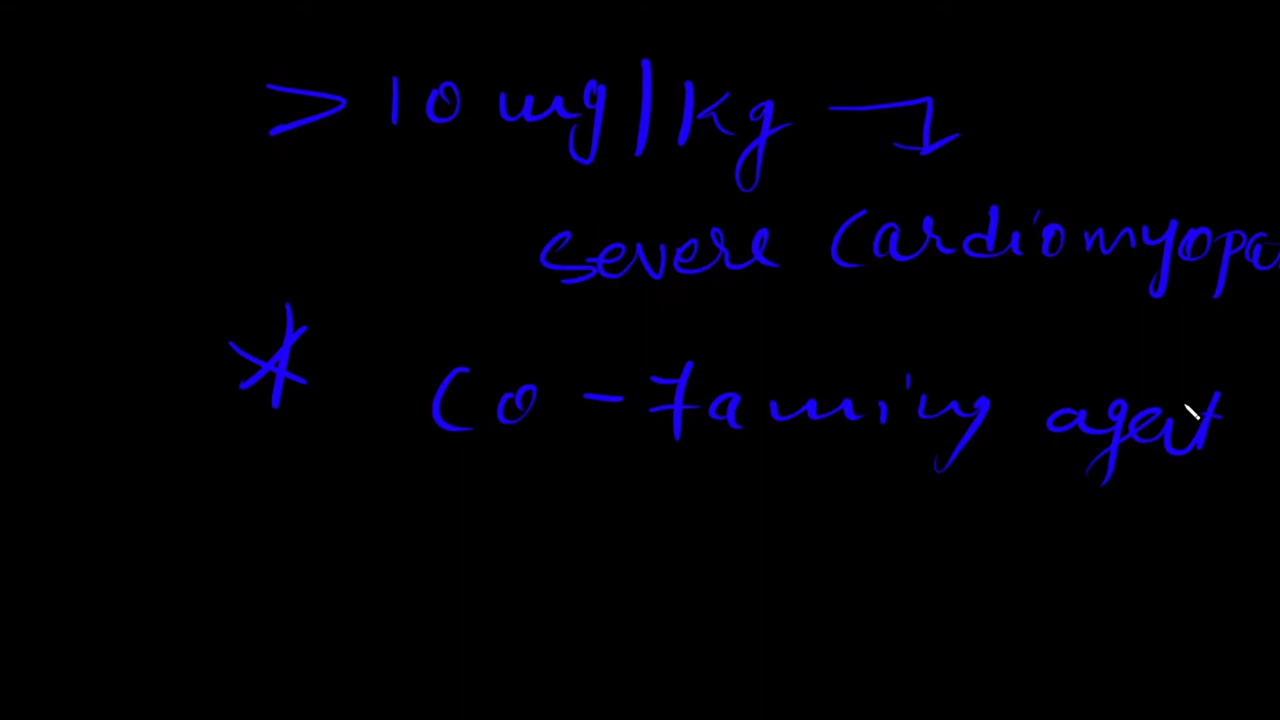 > 10 mg/kg →
severe Cardiomyopa
* Co-faming agent